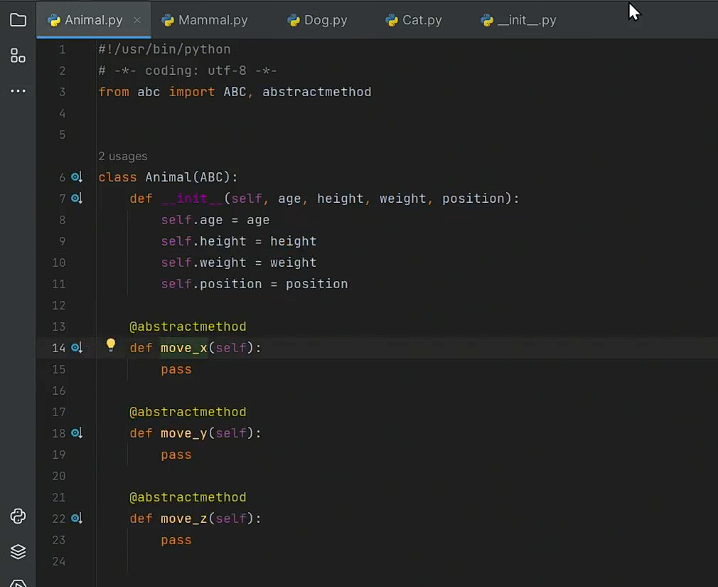 Animal.py Mammal.py Dog.py Cat.py __init__.py
1 #!/usr/bin/python
2 # -*- coding: utf-8 -*-
3 from abc import ABC, abstractmethod
4
5
2 usages
6 class Animal(ABC):
7 def __init__(self, age, height, weight, position):
8 self.age = age
9 self.height = height
10 self.weight = weight
11 self.position = position
12
13 @abstractmethod
14 def move_x(self):
15 pass
16
17 @abstractmethod
18 def move_y(self):
19 pass
20
21 @abstractmethod
22 def move_z(self):
23 pass
24